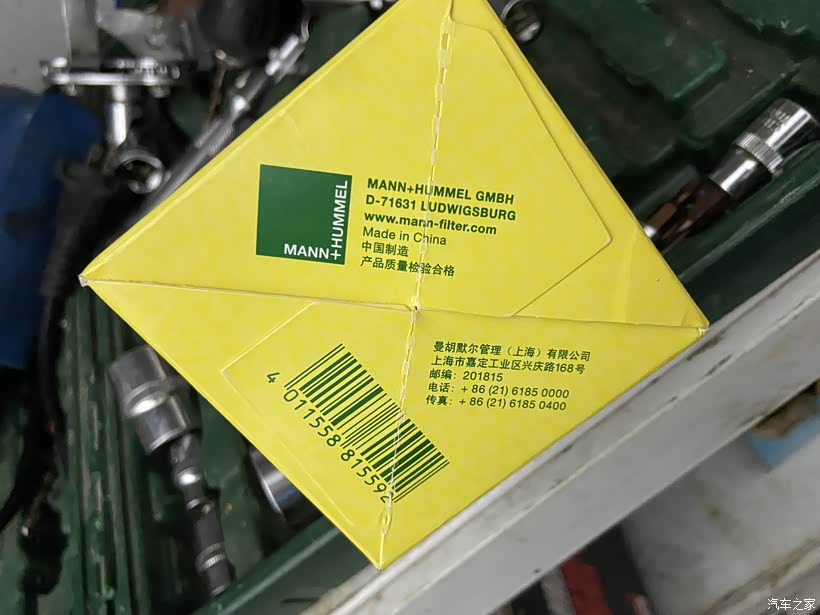 MANN+
HUMMEL
MANN+HUMMEL GMBH
D-71631 LUDWIGSBURG
www.mann-filter.com
Made in China
中国制造
产品质量检验合格
曼胡默尔管理（上海）有限公司
上海市嘉定工业区兴庆路168号
邮编：201815
电话：+ 86 (21) 6185 0000
传真：+ 86 (21) 6185 0400
4 011558 815592
汽车之家